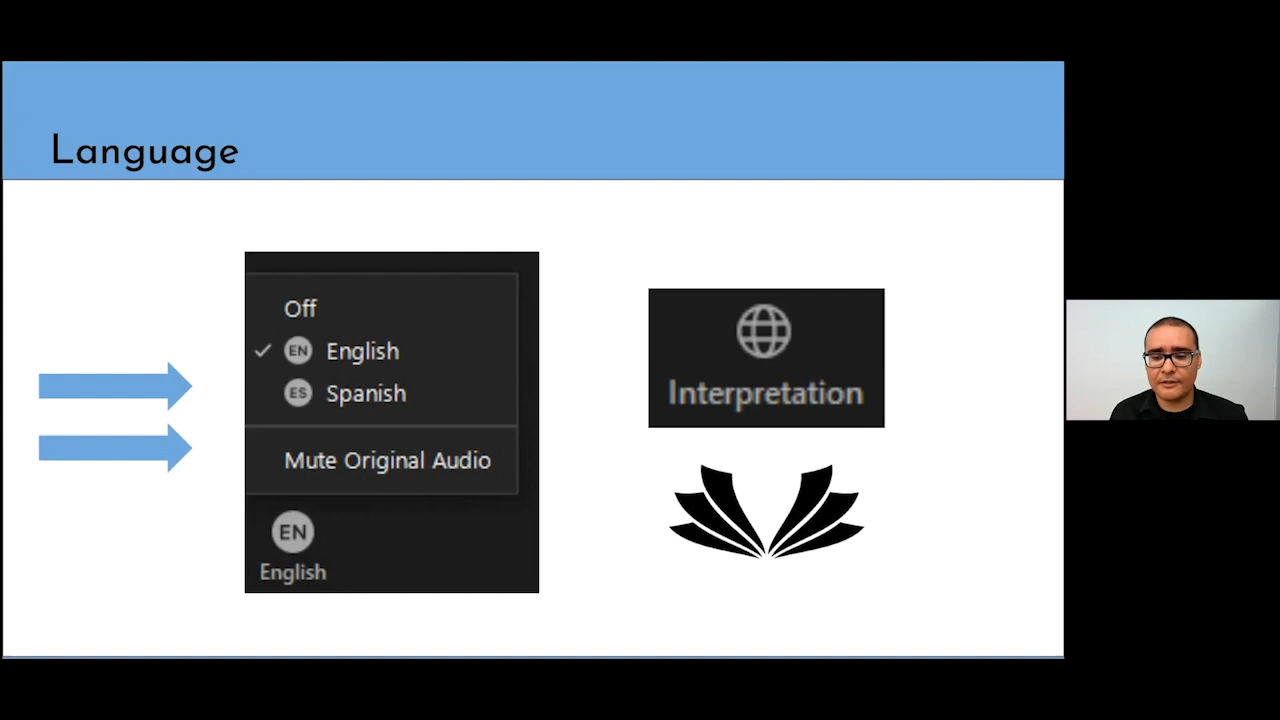 Language
Off
EN English
ES Spanish
Mute Original Audio
EN
English
Interpretation